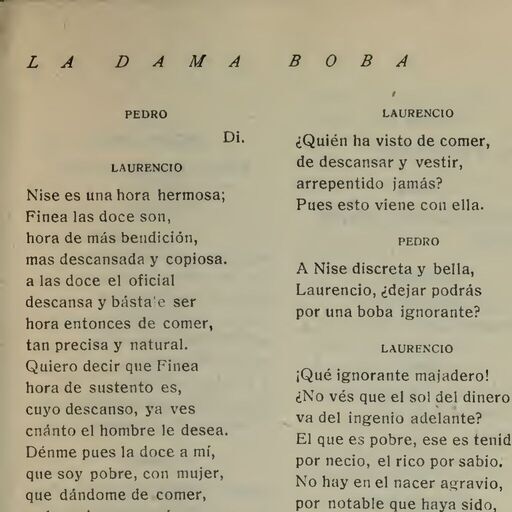 LA DAMA BOBA
PEDRO
Di.
LAURENCIO
Nise es una hora hermosa;
Finea las doce son,
hora de más bendición,
mas descansada y copiosa.
a las doce el oficial
descansa y básta'e ser
hora entonces de comer,
tan precisa y natural.
Quiero decir que Finea
hora de sustento es,
cuyo descanso, ya ves
cnánto el hombre le desea.
Dénme pues la doce a mí,
que soy pobre, con mujer,
que dándome de comer,
LAURENCIO
¿Quién ha visto de comer,
de descansar y vestir,
arrepentido jamás?
Pues esto viene con ella.
PEDRO
A Nise discreta y bella,
Laurencio, ¿dejar podrás
por una boba ignorante?
LAURENCIO
¡Qué ignorante majadero!
¿No vés que el sol del dinero
va del ingenio adelante?
El que es pobre, ese es tenid
por necio, el rico por sabio.
No hay en el nacer agravio,
por notable que haya sido,